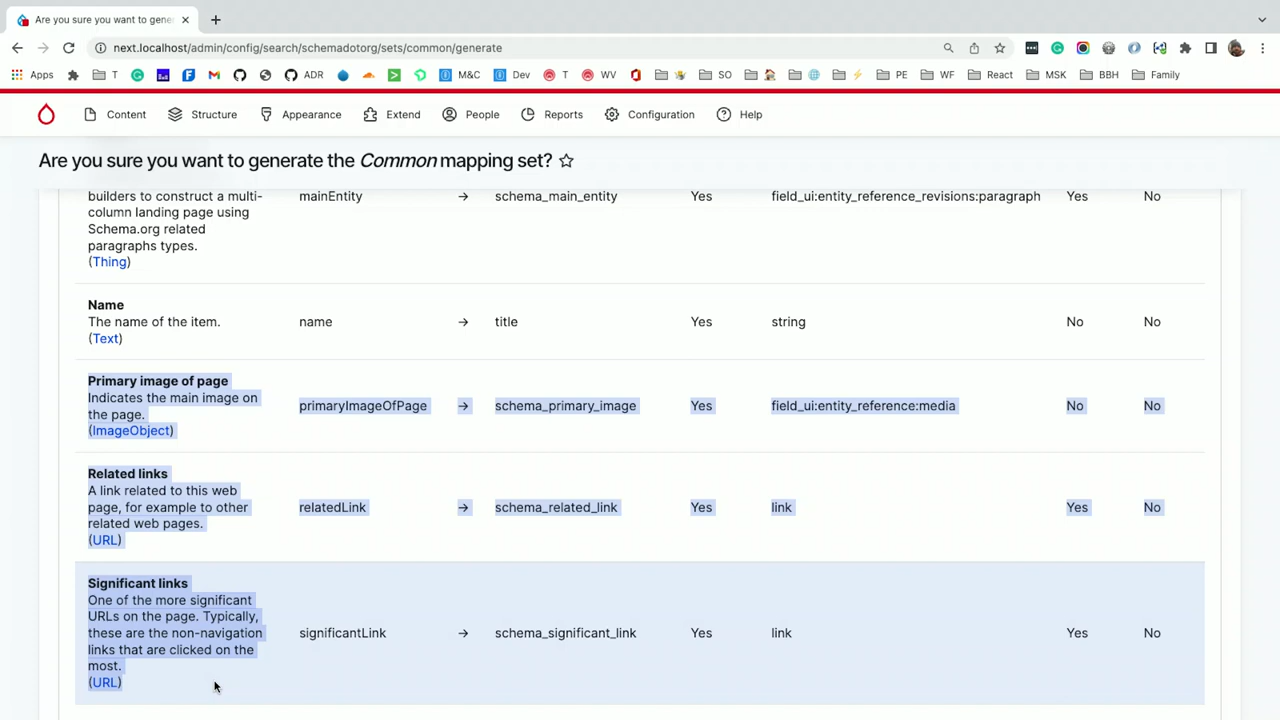 Are you sure you want to gene
next.localhost/admin/config/search/schemadotorg/sets/common/generate
Apps T M&C ADR Dev T WV SO PE WF React MSK BBH Family
Content Structure Appearance Extend People Reports Configuration Help
Are you sure you want to generate the Common mapping set?
builders to construct a multi-
column landing page using
Schema.org related
paragraphs types.
(Thing)
mainEntity → schema_main_entity Yes field_ui:entity_reference_revisions:paragraph Yes No
Name
The name of the item.
(Text)
name → title Yes string No No
Primary image of page
Indicates the main image on
the page.
(ImageObject)
primaryImageOfPage → schema_primary_image Yes field_ui:entity_reference:media No No
Related links
A link related to this web
page, for example to other
related web pages.
(URL)
relatedLink → schema_related_link Yes link Yes No
Significant links
One of the more significant
URLs on the page. Typically,
these are the non-navigation
links that are clicked on the
most.
(URL)
significantLink → schema_significant_link Yes link Yes No